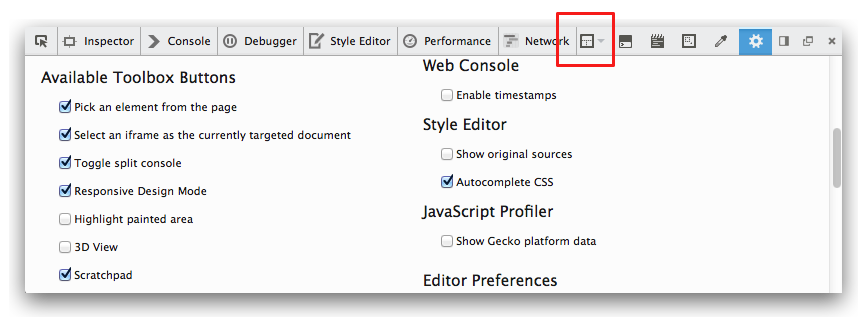 Inspector Console Debugger Style Editor Performance Network
Available Toolbox Buttons
Pick an element from the page
Select an iframe as the currently targeted document
Toggle split console
Responsive Design Mode
Highlight painted area
3D View
Scratchpad
Web Console
Enable timestamps
Style Editor
Show original sources
Autocomplete CSS
JavaScript Profiler
Show Gecko platform data
Editor Preferences